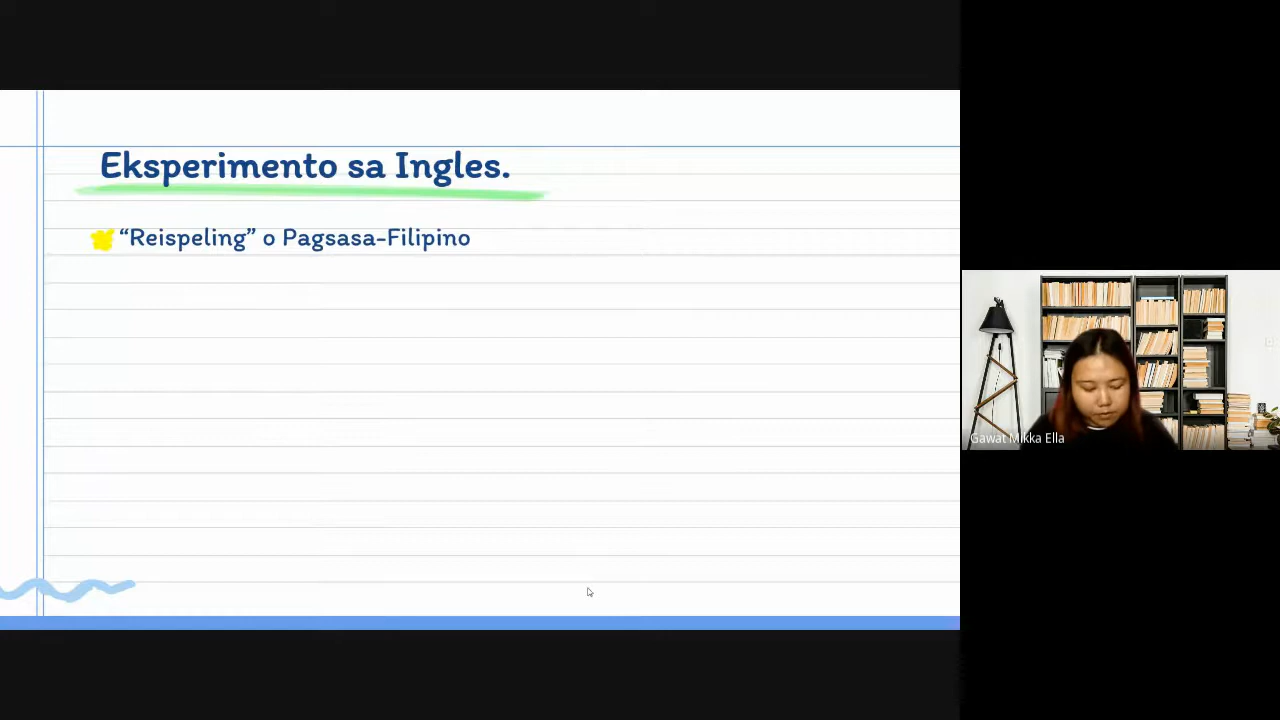 Eksperimento sa Ingles.
“Reispeling” o Pagsasa-Filipino
Gawat Mikka Ella